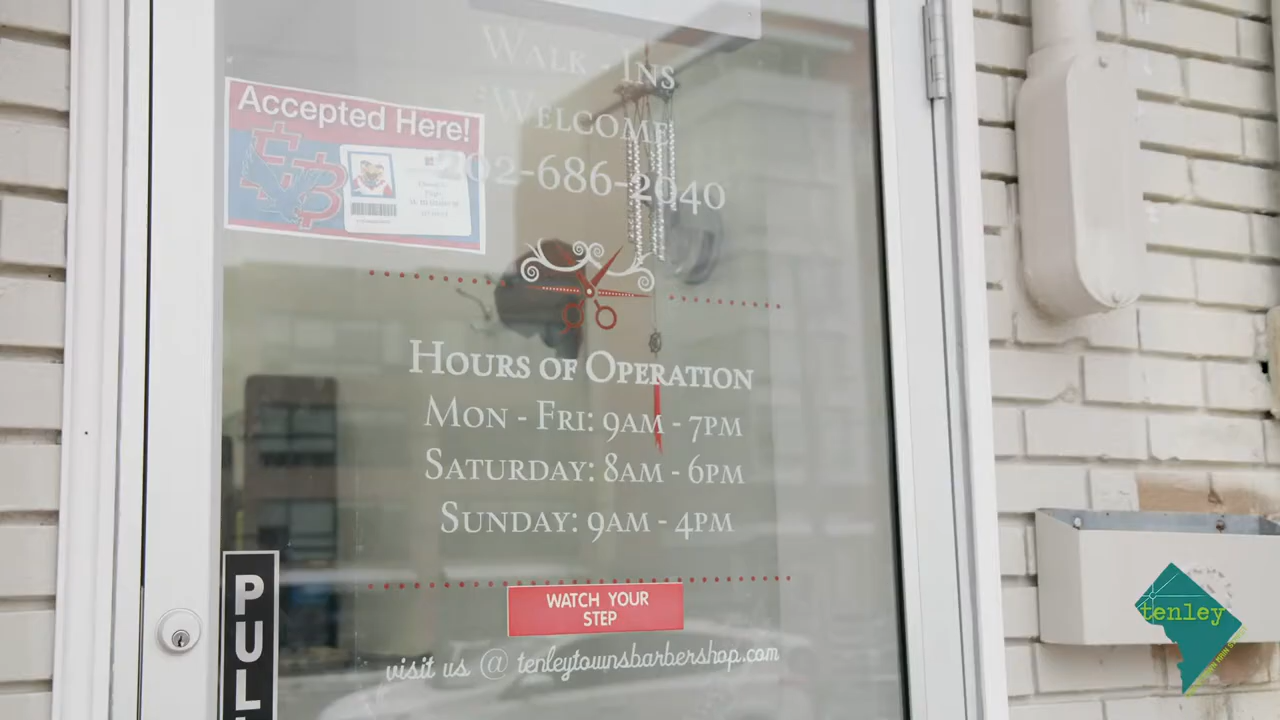 Walk - Ins
Welcome
Accepted Here!
202-686-2040
Hours of Operation
Mon - Fri: 9am - 7pm
Saturday: 8am - 6pm
Sunday: 9am - 4pm
PULL
WATCH YOUR
STEP
visit us @ tenleytownsbarbershop.com
tenley